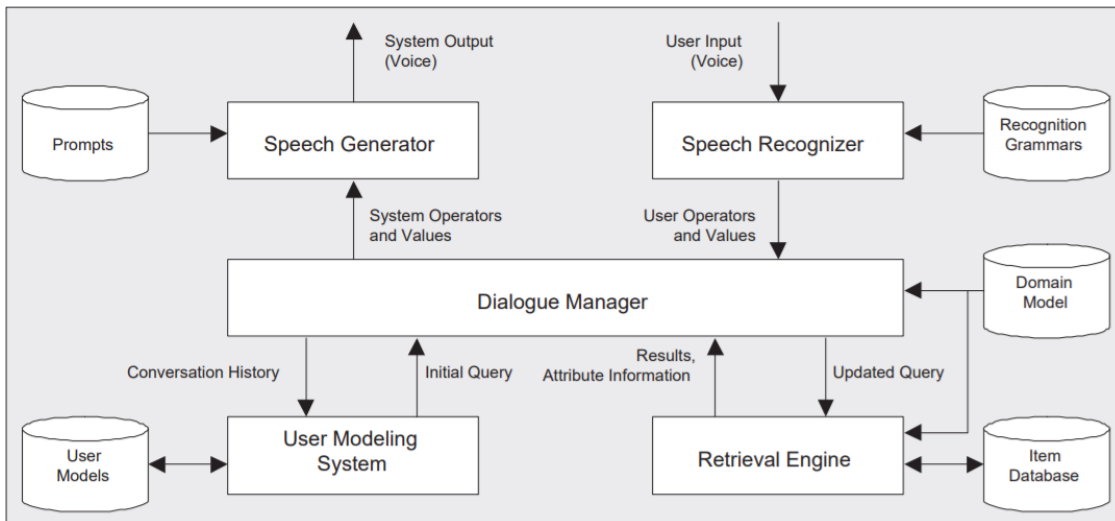 System Output
(Voice)
User Input
(Voice)
Prompts
Speech Generator
Speech Recognizer
Recognition
Grammars
System Operators
and Values
User Operators
and Values
Dialogue Manager
Domain
Model
Conversation History
Initial Query
Results,
Attribute Information
Updated Query
User
Models
User Modeling
System
Retrieval Engine
Item
Database